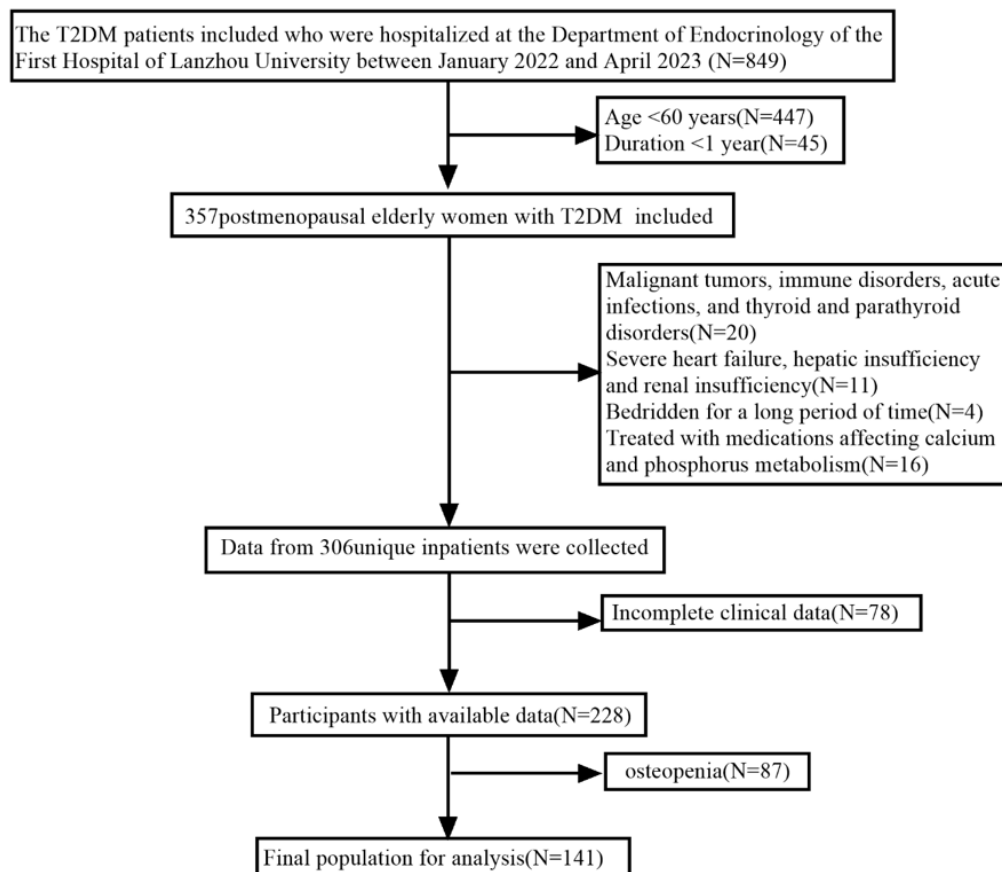 The T2DM patients included who were hospitalized at the Department of Endocrinology of the
First Hospital of Lanzhou University between January 2022 and April 2023 (N=849)
Age <60 years(N=447)
Duration <1 year(N=45)
357postmenopausal elderly women with T2DM  included
Malignant tumors, immune disorders, acute
infections, and thyroid and parathyroid
disorders(N=20)
Severe heart failure, hepatic insufficiency
and renal insufficiency(N=11)
Bedridden for a long period of time(N=4)
Treated with medications affecting calcium
and phosphorus metabolism(N=16)
Data from 306unique inpatients were collected
Incomplete clinical data(N=78)
Participants with available data(N=228)
osteopenia(N=87)
Final population for analysis(N=141)